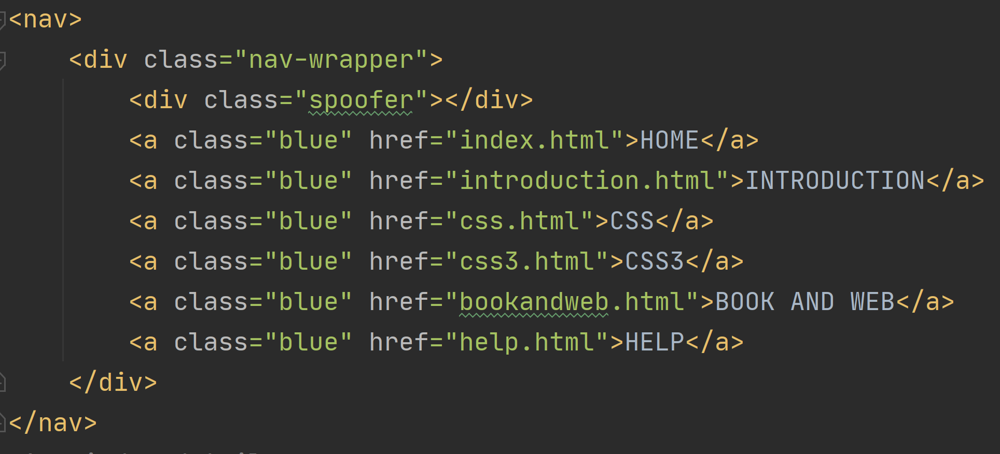 <nav>
<div class="nav-wrapper">
<div class="spoofer"></div>
<a class="blue" href="index.html">HOME</a>
<a class="blue" href="introduction.html">INTRODUCTION</a>
<a class="blue" href="css.html">CSS</a>
<a class="blue" href="css3.html">CSS3</a>
<a class="blue" href="bookandweb.html">BOOK AND WEB</a>
<a class="blue" href="help.html">HELP</a>
</div>
</nav>